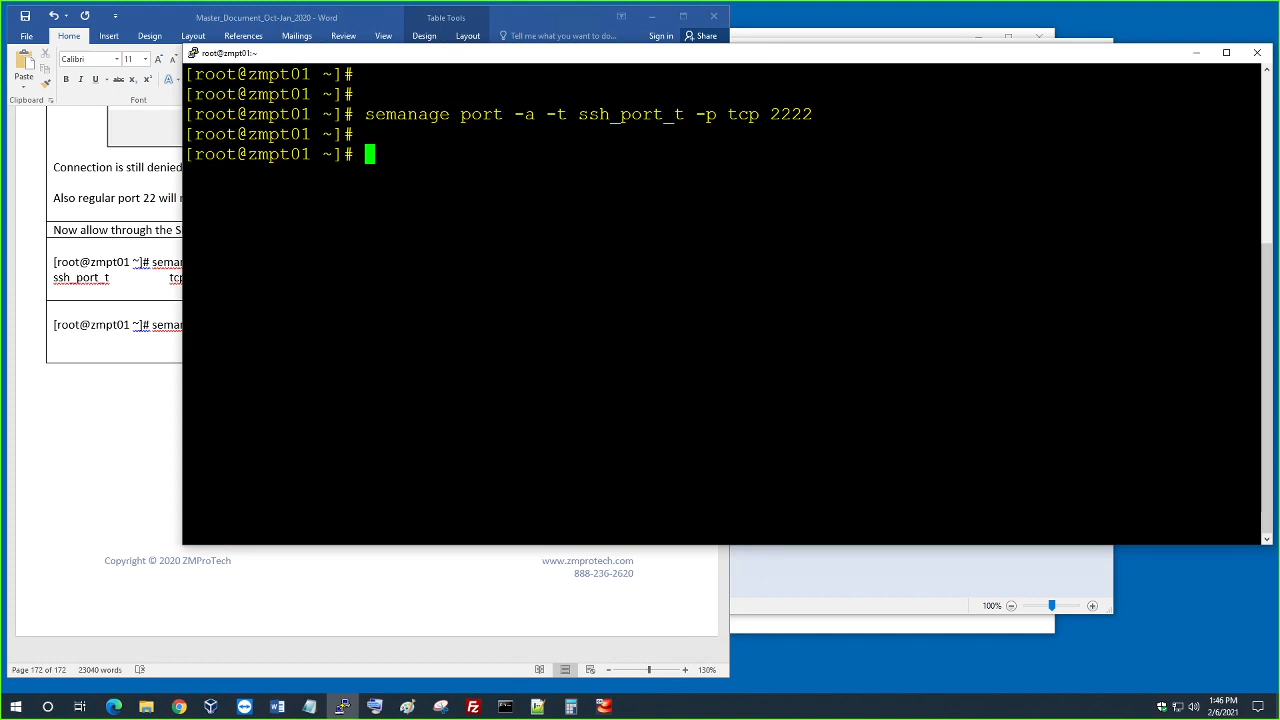 Master_Document_Oct-Jan_2020 - Word
Table Tools
File Home Insert Design Layout References Mailings Review View Design Layout Tell me what you want to do... Sign in Share
Paste
Calibri 11
B I U abc X₂ X² A
Clipboard
Font
root@zmpt01:~
[root@zmpt01 ~]#
[root@zmpt01 ~]#
[root@zmpt01 ~]# semanage port -a -t ssh_port_t -p tcp 2222
[root@zmpt01 ~]#
[root@zmpt01 ~]#
Connection is still denied
Also regular port 22 will
Now allow through the
[root@zmpt01 ~]#
ssh_port_t
[root@zmpt01 ~]#
Copyright © 2020 ZMProTech
www.zmprotech.com
888-236-2620
100%
Page 172 of 172 23040 words
130%
1:46 PM
2/6/2021